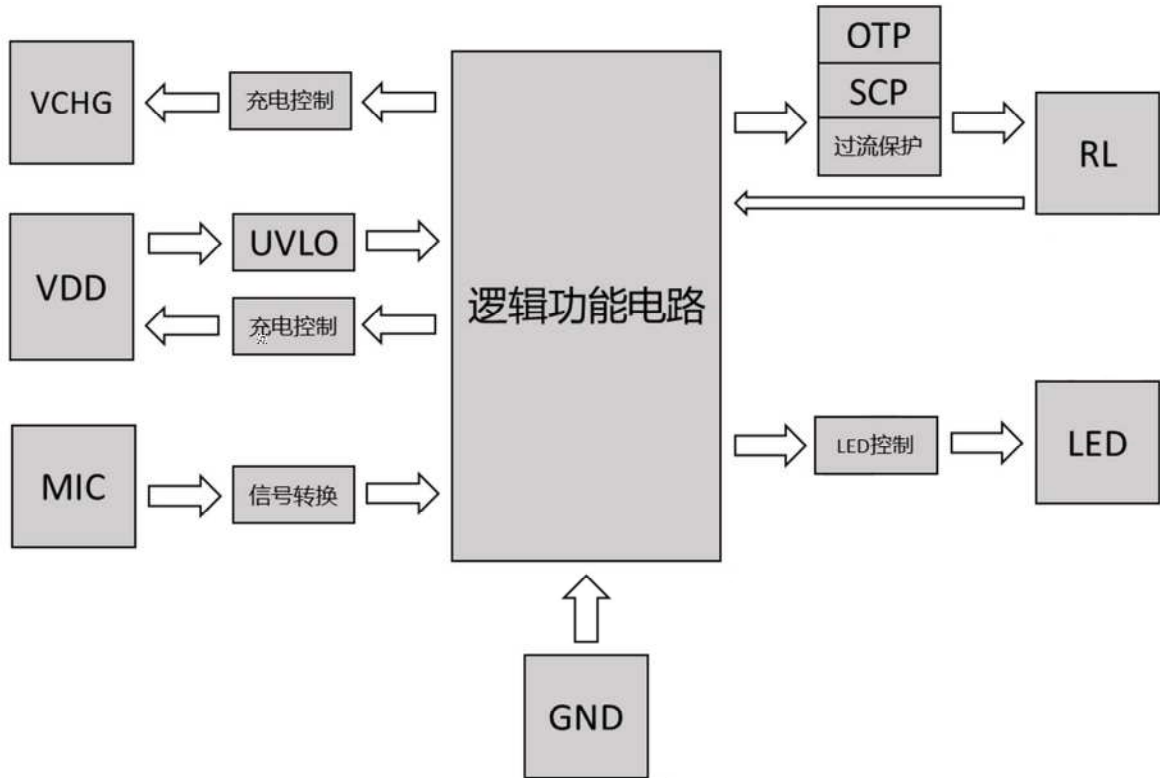 VCHG
充电控制
OTP
SCP
过流保护
RL
VDD
UVLO
充电控制
逻辑功能电路
MIC
信号转换
LED控制
LED
GND